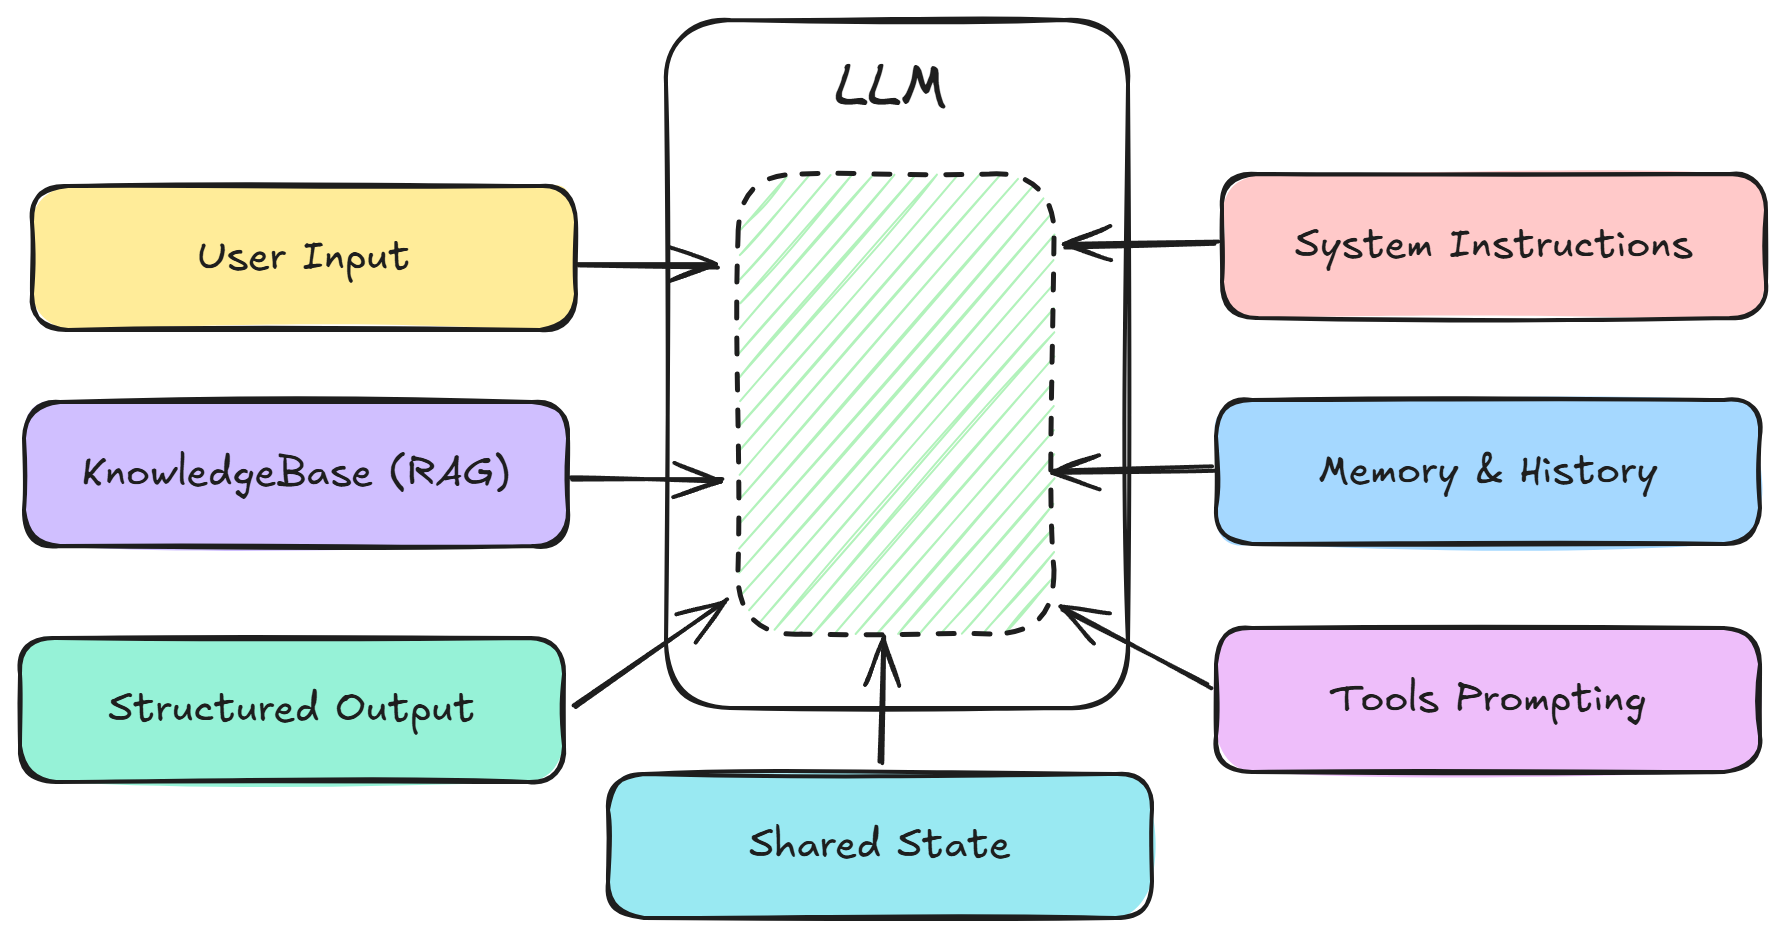 LLM
User Input
System Instructions
KnowledgeBase (RAG)
Memory & History
Structured Output
Tools Prompting
Shared State